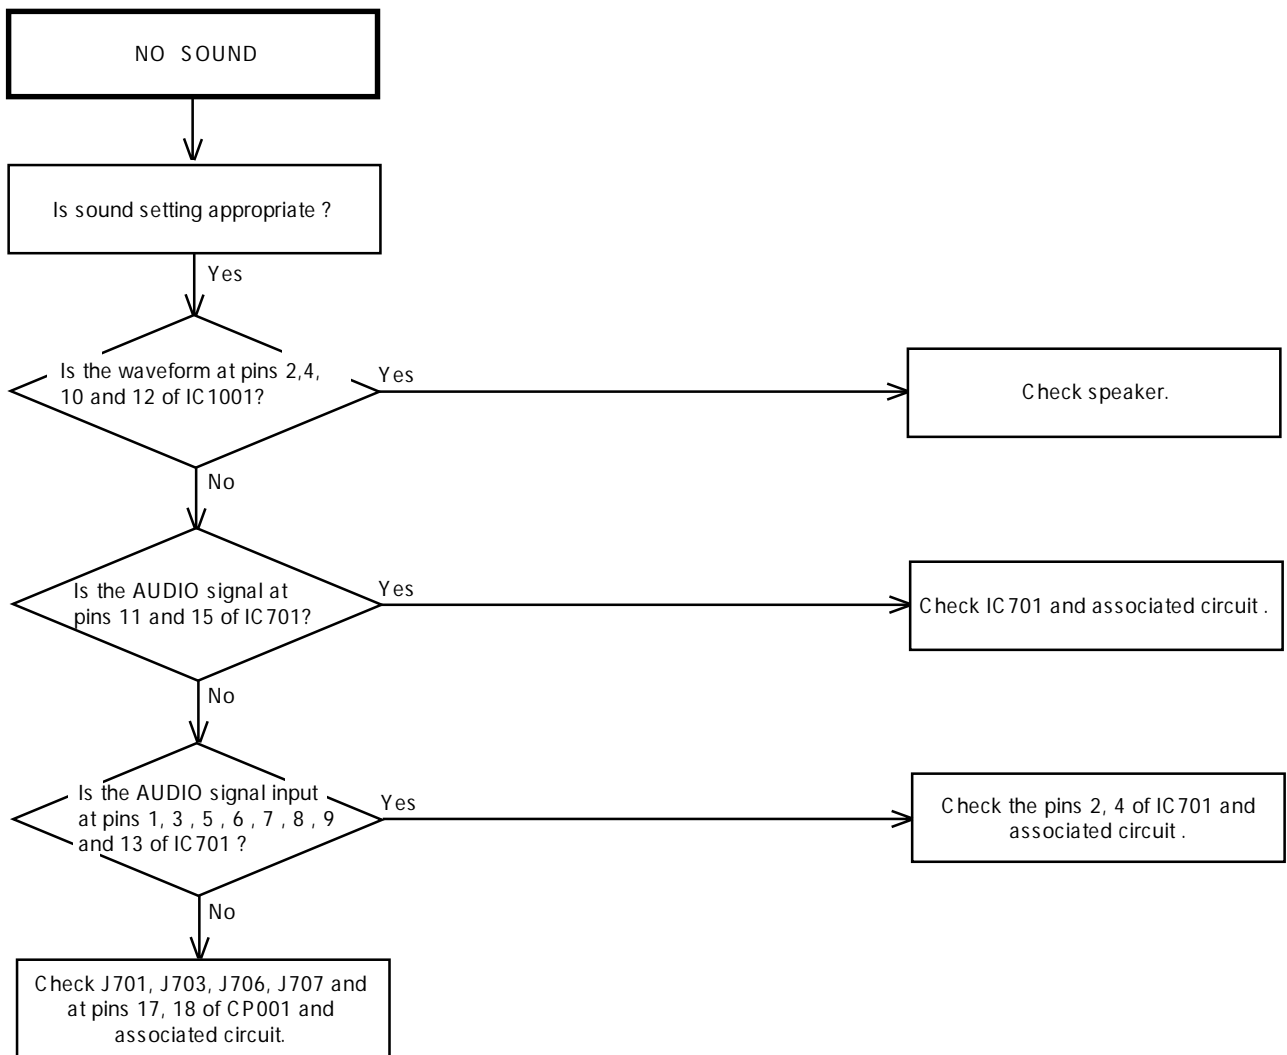 NO SOUND
Is sound setting appropriate ?
Yes
Is the waveform at pins 2,4,
10 and 12 of IC1001?
Yes
Check speaker.
No
Is the AUDIO signal at
pins 11 and 15 of IC701?
Yes
Check IC701 and associated circuit .
No
Is the AUDIO signal input
at pins 1, 3 , 5 , 6 , 7 , 8 , 9
and 13 of IC701 ?
Yes
Check the pins 2, 4 of IC701 and
associated circuit .
No
Check J701, J703, J706, J707 and
at pins 17, 18 of CP001 and
associated circuit.